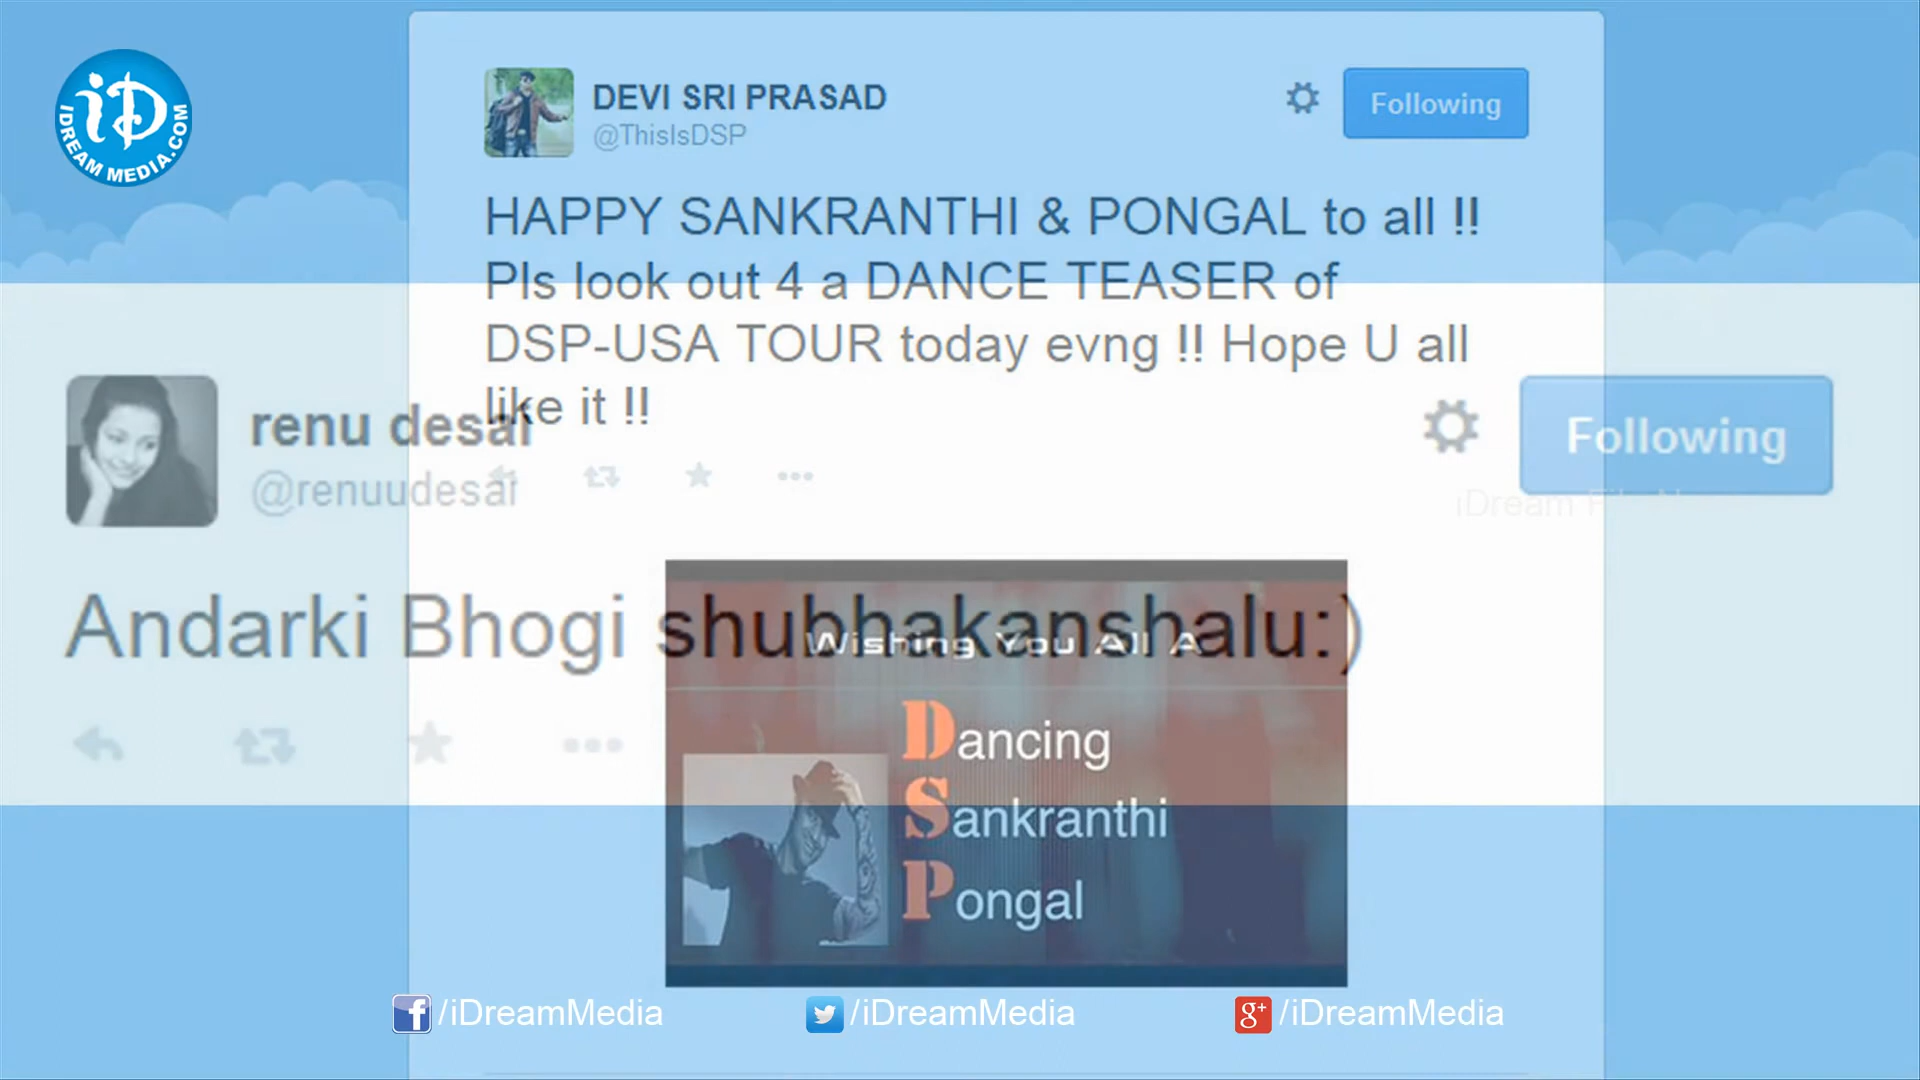 iD
IDREAM MEDIA.COM
DEVI SRI PRASAD
@ThisIsDSP
Following
HAPPY SANKRANTHI & PONGAL to all !!
Pls look out 4 a DANCE TEASER of
DSP-USA TOUR today evng !! Hope U all
like it !!
renu desai
@renuudesai
Following
iDream
Andarki Bhogi shubhakanshalu:)
Wishing You All A
Dancing
Sankranthi
Pongal
/iDreamMedia
/iDreamMedia
/iDreamMedia